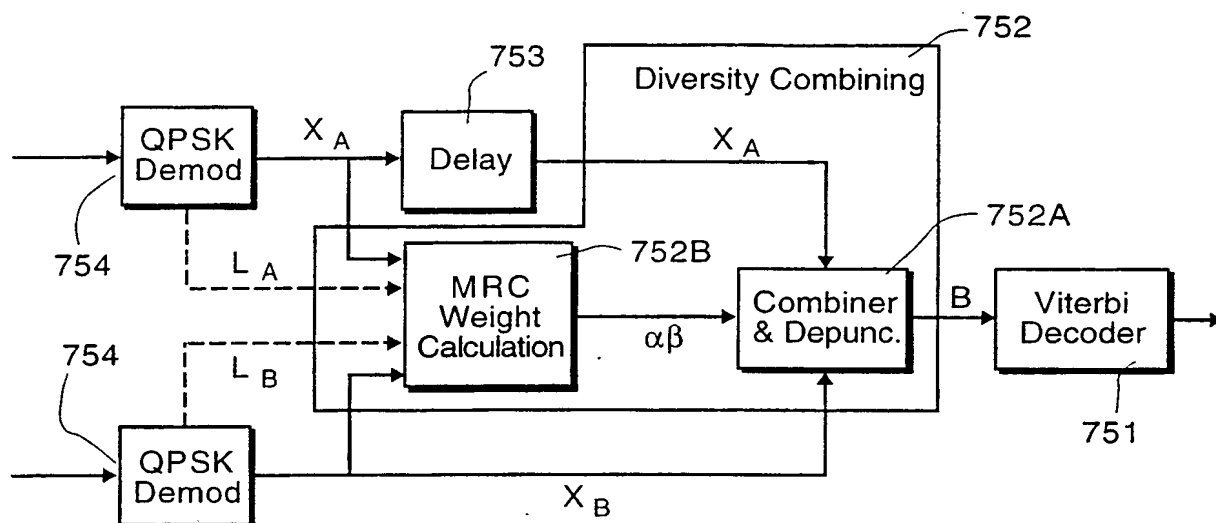 752
753
Diversity Combining
QPSK
Demod
X A
Delay
X A
752A
754
L A
752B
MRC
Weight
Calculation
αβ
Combiner
& Depunc.
B
Viterbi
Decoder
754
L B
751
QPSK
Demod
X B